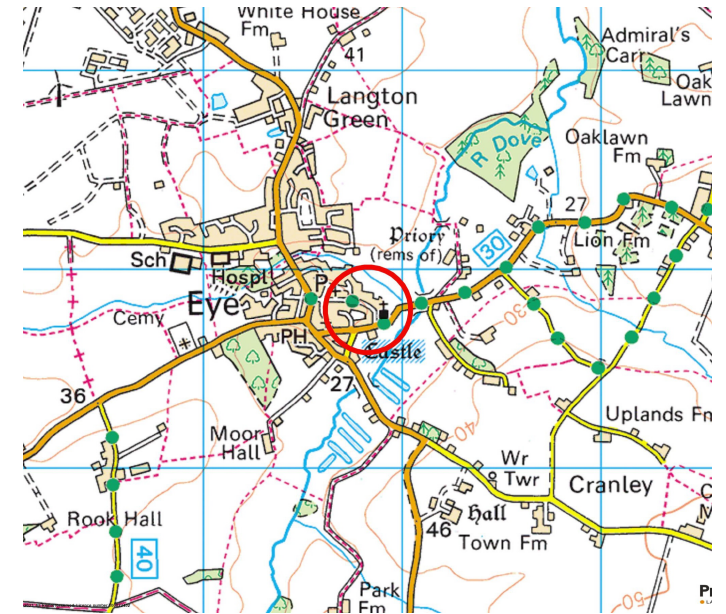 White House
Fm
41
Admiral's
Carr
Oak
Lawn
Langton
Green
R Dove
Oaklawn
Fm
27
Priory
(rems of)
30
Lion Fm
Sch
Hospl
P
Eye
30
Cemy
PH
Castle
27
36
Uplands Fm
Moor
Hall
40
Wr
Twr
Cranley
Hall
46
Town Fm
Rook Hall
40
Park
Fm
50